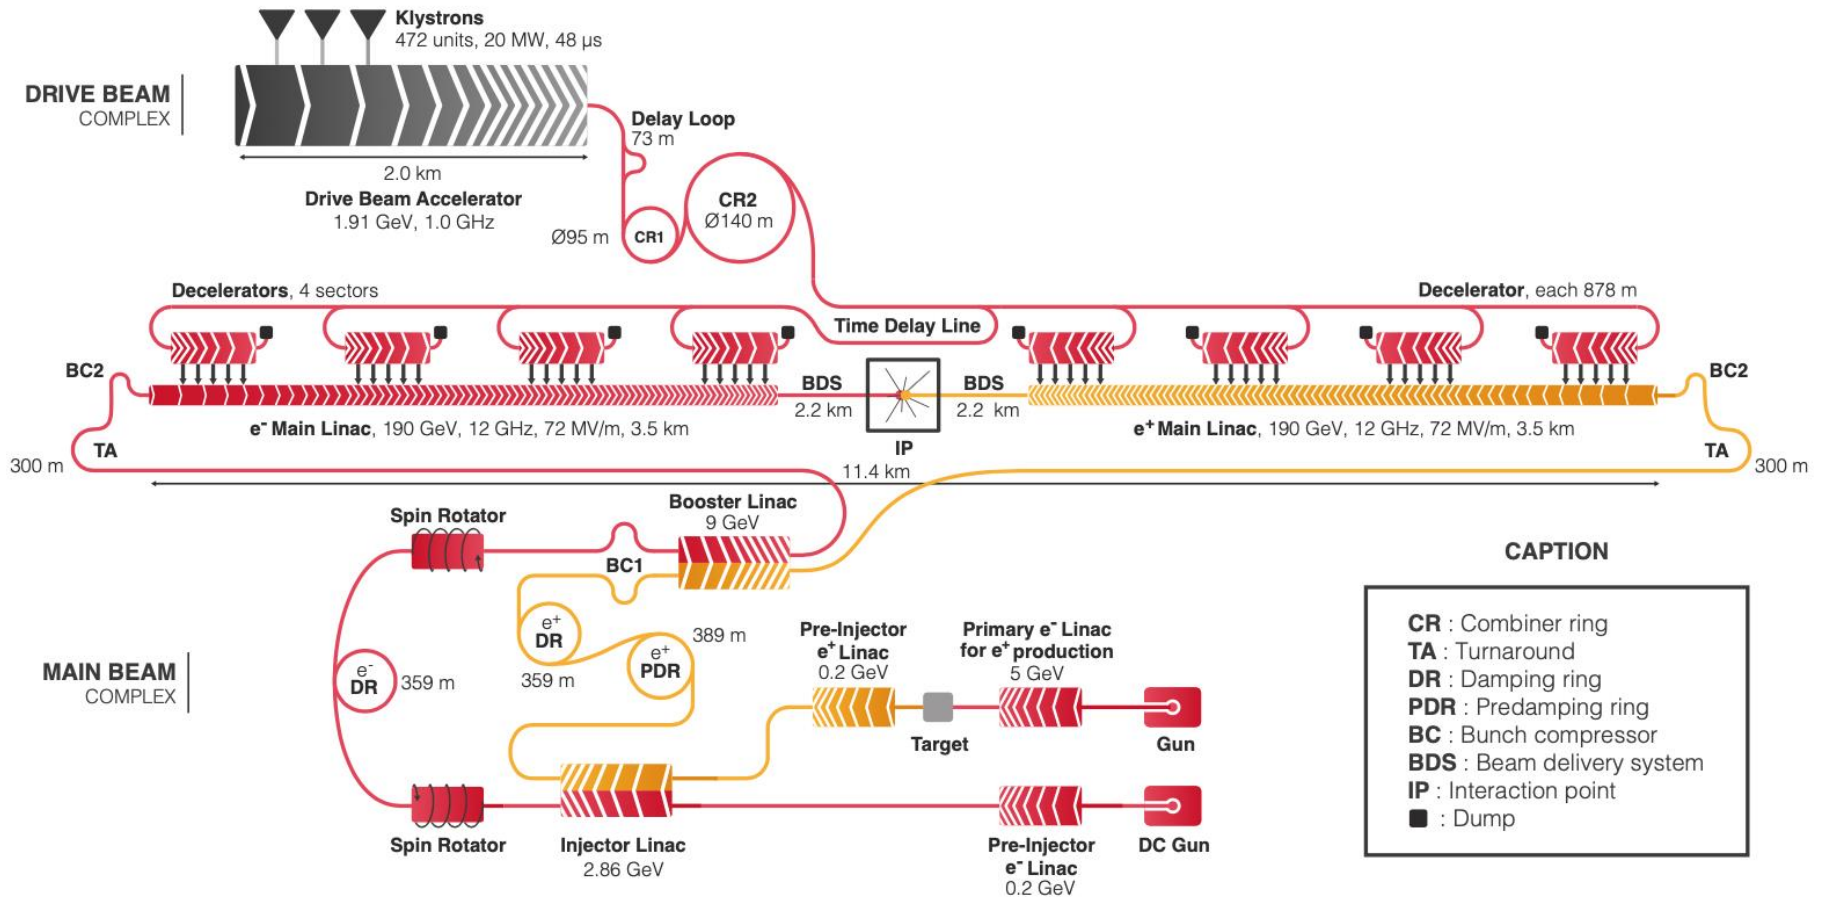 Klystrons
472 units, 20 MW, 48 µs
DRIVE BEAM
COMPLEX
Delay Loop
73 m
2.0 km
Drive Beam Accelerator
1.91 GeV, 1.0 GHz
CR2
Ø140 m
Ø95 m
CR1
Decelerators, 4 sectors
Decelerator, each 878 m
Time Delay Line
BC2
BDS
BDS
BC2
2.2 km
2.2 km
e⁻ Main Linac, 190 GeV, 12 GHz, 72 MV/m, 3.5 km
e⁺ Main Linac, 190 GeV, 12 GHz, 72 MV/m, 3.5 km
IP
TA
TA
300 m
11.4 km
300 m
Booster Linac
9 GeV
Spin Rotator
BC1
CAPTION
e⁺
DR
389 m
e⁺
PDR
359 m
MAIN BEAM
COMPLEX
e⁻
DR
359 m
Pre-Injector
e⁺ Linac
0.2 GeV
Primary e⁻ Linac
for e⁺ production
5 GeV
Target
Gun
Spin Rotator
Injector Linac
2.86 GeV
Pre-Injector
e⁻ Linac
0.2 GeV
DC Gun
CR : Combiner ring
TA : Turnaround
DR : Damping ring
PDR : Predamping ring
BC : Bunch compressor
BDS : Beam delivery system
IP : Interaction point
: Dump